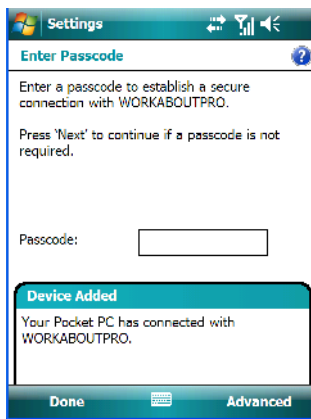 Settings
Enter Passcode
Enter a passcode to establish a secure
connection with WORKABOUTPRO.
Press 'Next' to continue if a passcode is not
required.
Passcode:
Device Added
Your Pocket PC has connected with
WORKABOUTPRO.
Done Advanced